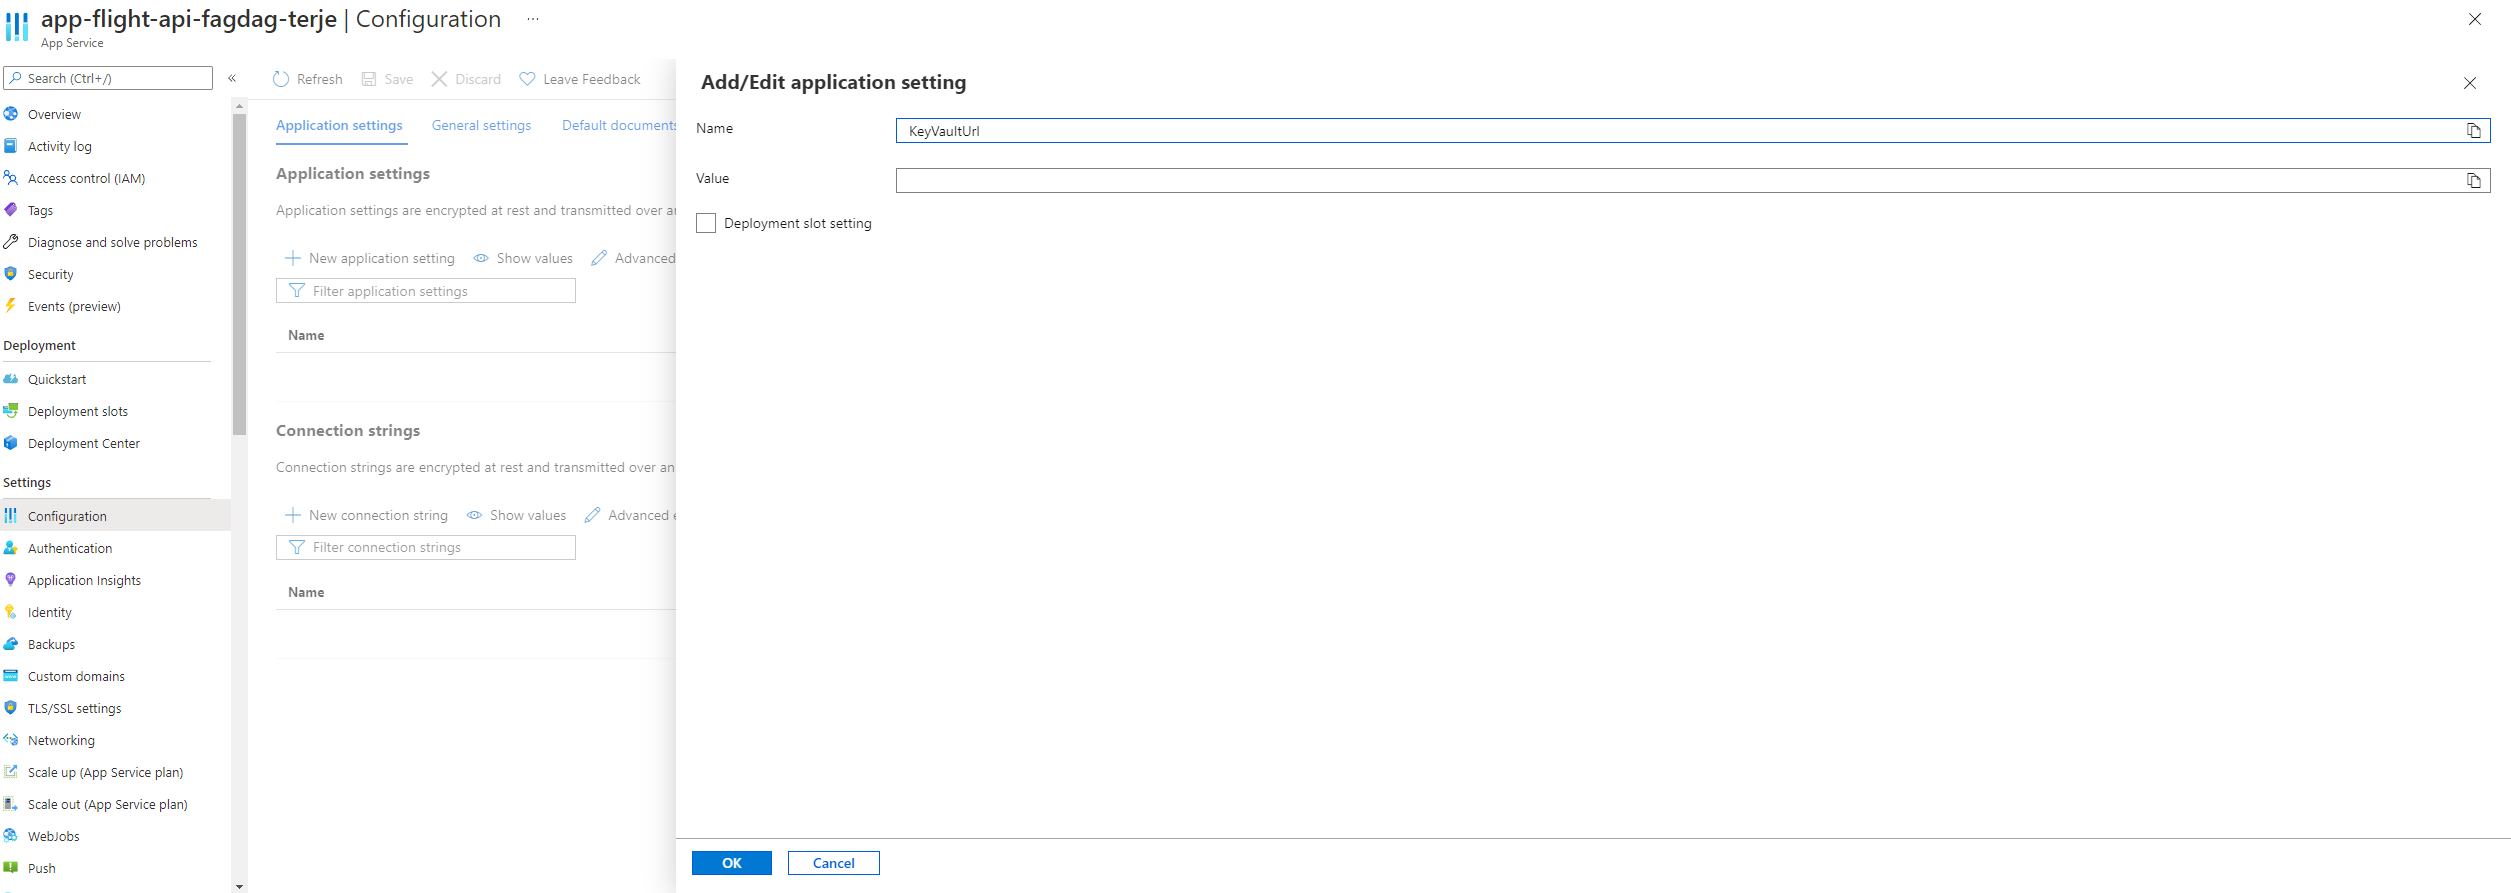 app-flight-api-fagdag-terje | Configuration ...
App Service
Search (Ctrl+/)
«
Overview
Activity log
Access control (IAM)
Tags
Diagnose and solve problems
Security
Events (preview)
Deployment
Quickstart
Deployment slots
Deployment Center
Settings
Configuration
Authentication
Application Insights
Identity
Backups
Custom domains
TLS/SSL settings
Networking
Scale up (App Service plan)
Scale out (App Service plan)
WebJobs
Push
Refresh Save Discard Leave Feedback
Application settings General settings Default documents
Application settings
Application settings are encrypted at rest and transmitted over
New application setting Show values Advanced
Filter application settings
Name
Connection strings
Connection strings are encrypted at rest and transmitted over an
New connection string Show values Advanced
Filter connection strings
Name
Add/Edit application setting
Name
KeyVaultUrl
Value
Deployment slot setting
OK Cancel